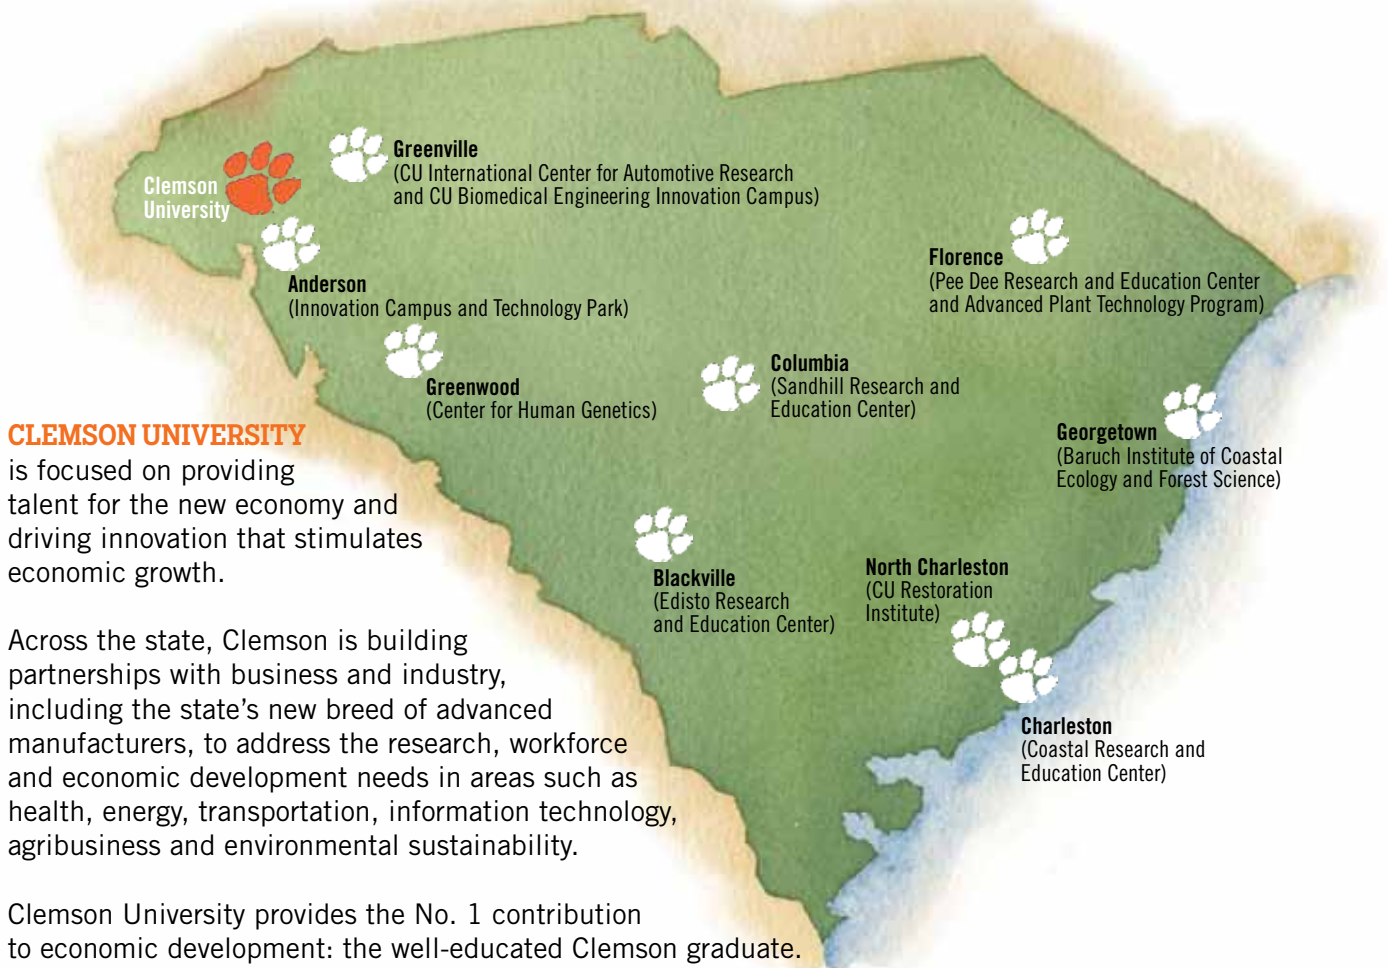 Clemson
University
Greenville
(CU International Center for Automotive Research
and CU Biomedical Engineering Innovation Campus)
Anderson
(Innovation Campus and Technology Park)
Florence
(Pee Dee Research and Education Center
and Advanced Plant Technology Program)
Greenwood
(Center for Human Genetics)
Columbia
(Sandhill Research and
Education Center)
Georgetown
(Baruch Institute of Coastal
Ecology and Forest Science)
Blackville
(Edisto Research
and Education Center)
North Charleston
(CU Restoration
Institute)
Charleston
(Coastal Research and
Education Center)
CLEMSON UNIVERSITY
is focused on providing
talent for the new economy and
driving innovation that stimulates
economic growth.
Across the state, Clemson is building
partnerships with business and industry,
including the state’s new breed of advanced
manufacturers, to address the research, workforce
and economic development needs in areas such as
health, energy, transportation, information technology,
agribusiness and environmental sustainability.
Clemson University provides the No. 1 contribution
to economic development: the well-educated Clemson graduate.